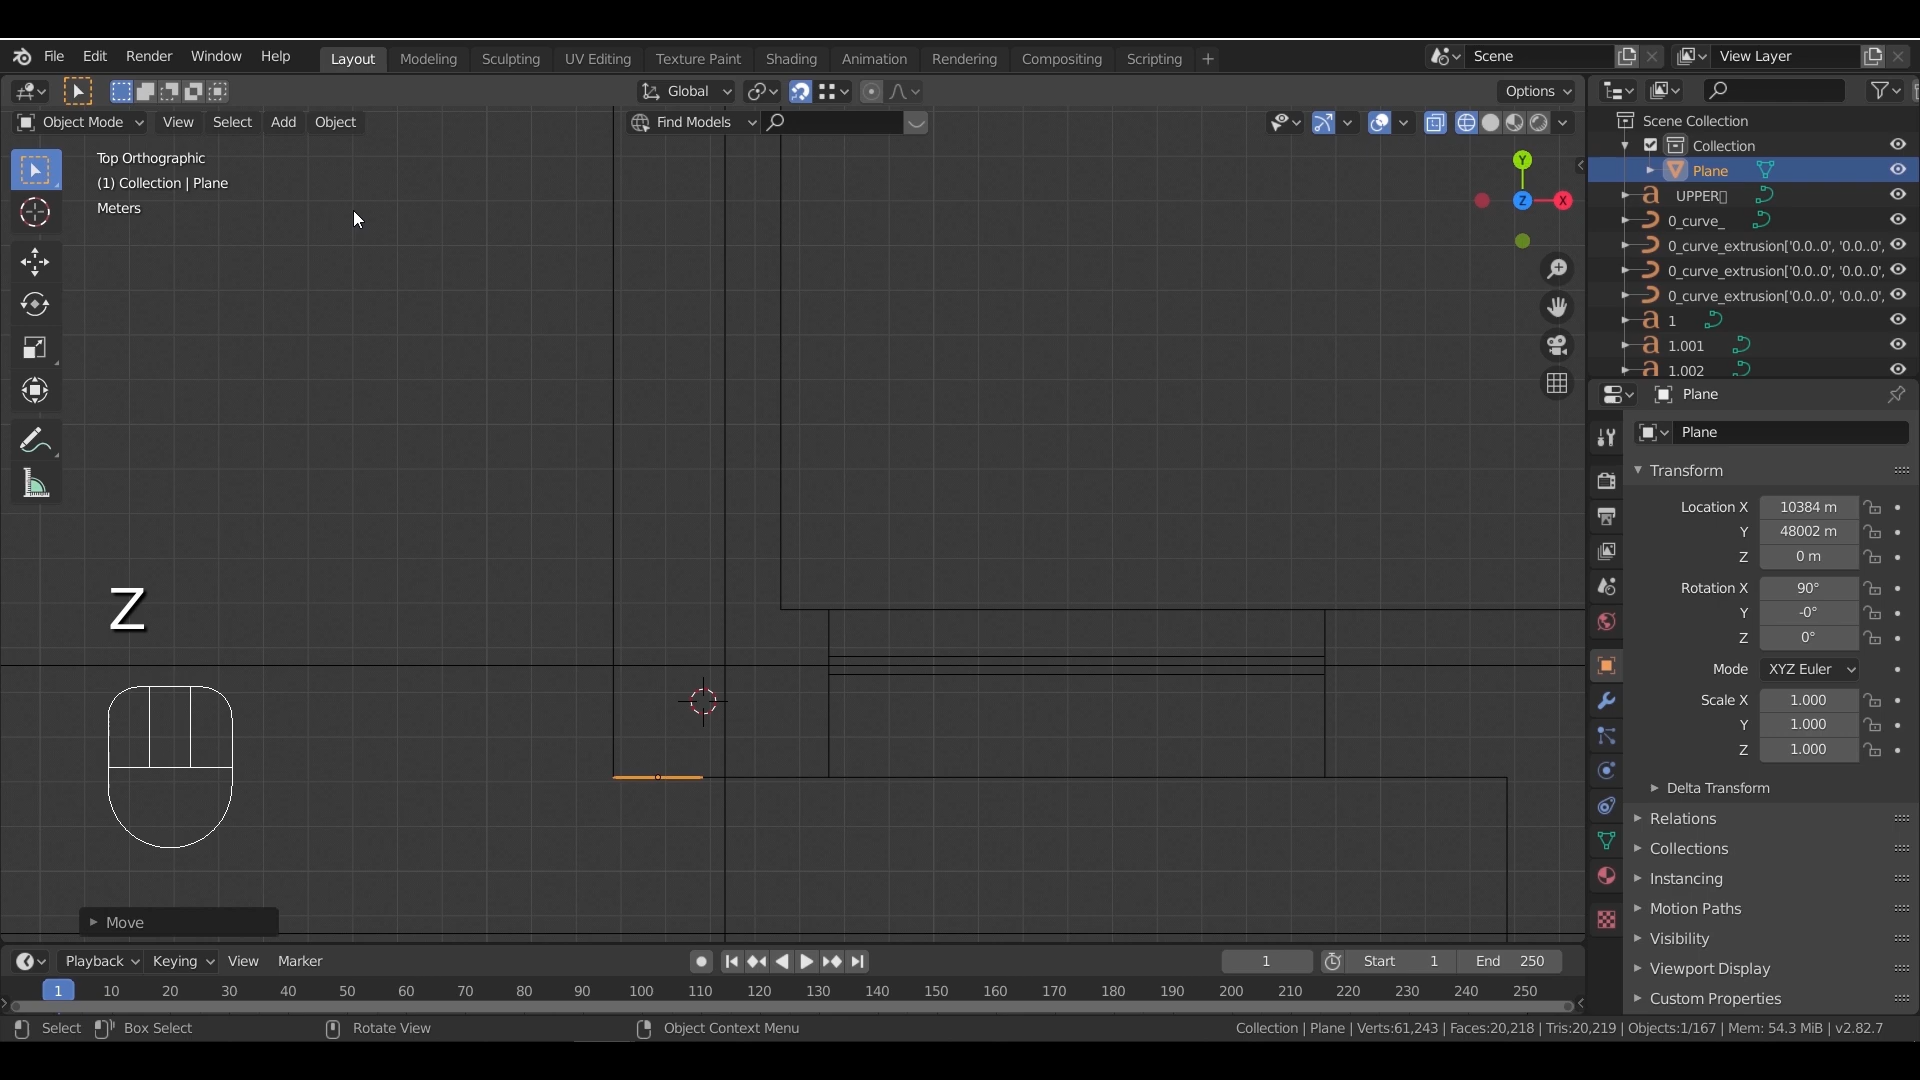 File Edit Render Window Help Layout Modeling Sculpting UV Editing Texture Paint Shading Animation Rendering Compositing Scripting + Scene View Layer
Global Options
Object Mode View Select Add Object Find Models
Scene Collection
Collection
Plane
UPPER
0_curve_
0_curve_extrusion['0.0..0', '0.0..0',
0_curve_extrusion['0.0..0', '0.0..0',
0_curve_extrusion['0.0..0', '0.0..0',
1
1.001
1.002
Top Orthographic
(1) Collection | Plane
Meters
Y
Z
X
Z
Move
Plane
Plane
Transform
Location X 10384 m
Y 48002 m
Z 0 m
Rotation X 90°
Y -0°
Z 0°
Mode XYZ Euler
Scale X 1.000
Y 1.000
Z 1.000
Delta Transform
Relations
Collections
Instancing
Motion Paths
Visibility
Viewport Display
Custom Properties
Playback Keying View Marker 1 Start 1 End 250
1 10 20 30 40 50 60 70 80 90 100 110 120 130 140 150 160 170 180 190 200 210 220 230 240 250
Select Box Select Rotate View Object Context Menu Collection | Plane | Verts:61,243 | Faces:20,218 | Tris:20,219 | Objects:1/167 | Mem: 54.3 MiB | v2.82.7